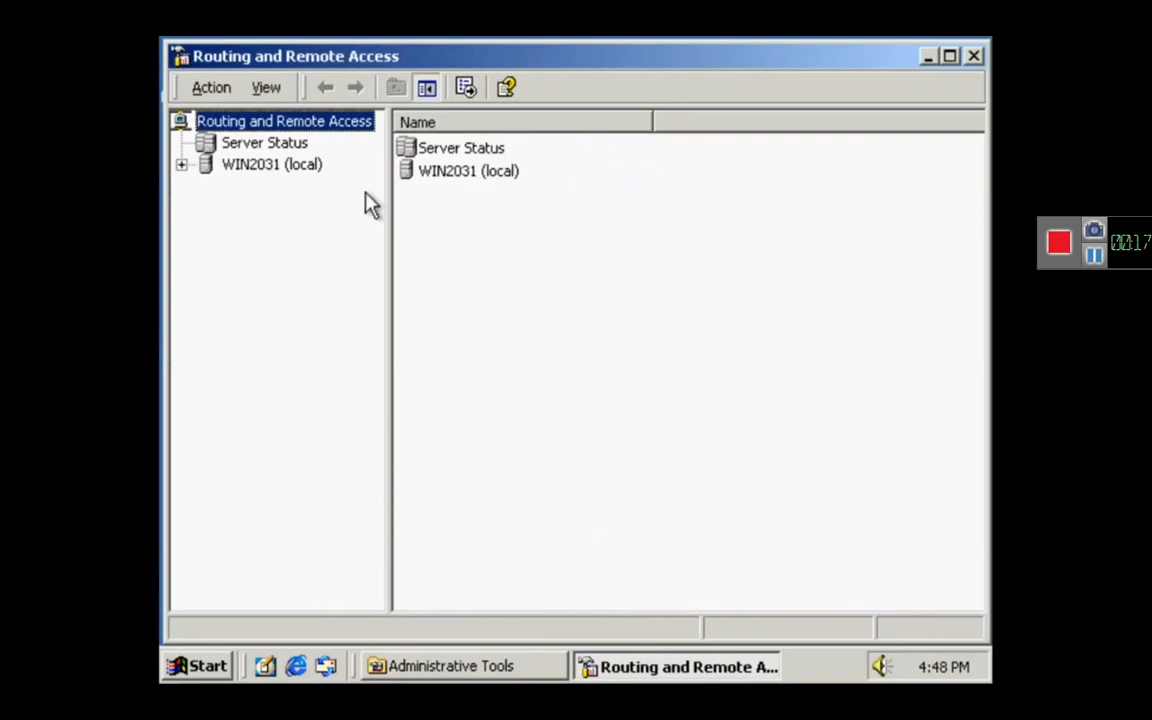 Routing and Remote Access
Action View
Routing and Remote Access
Server Status
WIN2031 (local)
Name
Server Status
WIN2031 (local)
Start
Administrative Tools
Routing and Remote A...
4:48 PM